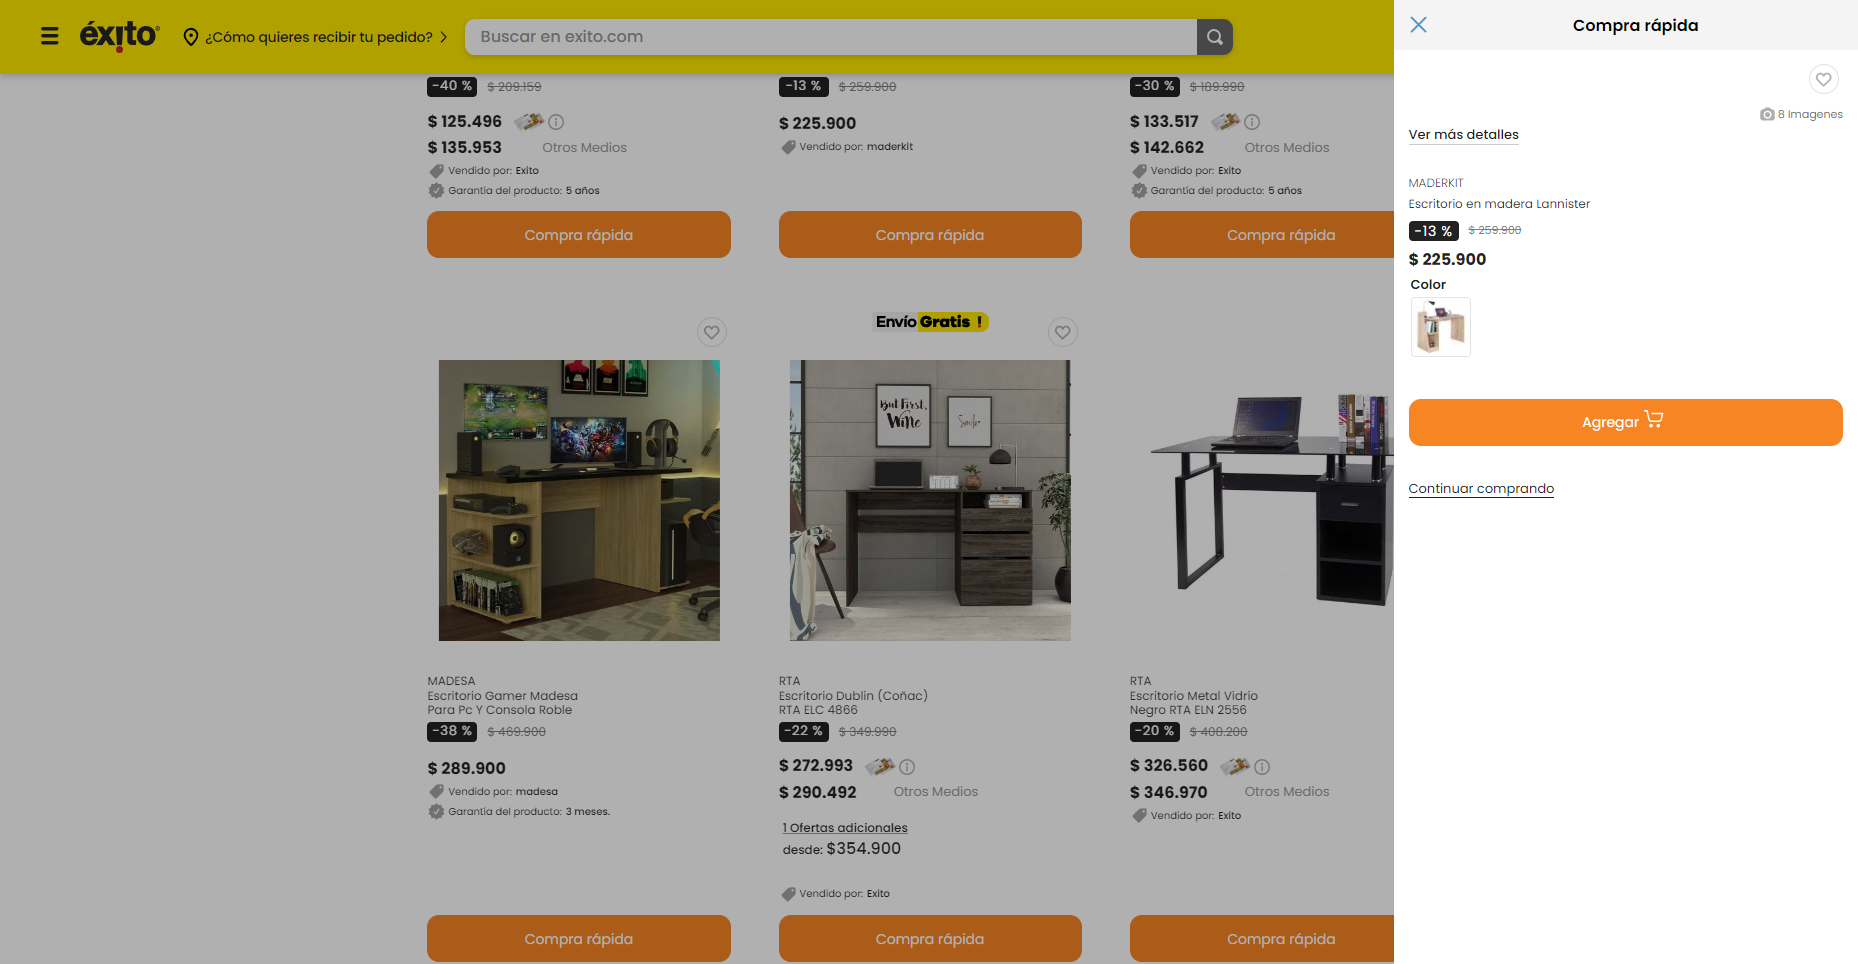 éxito
¿Cómo quieres recibir tu pedido?
Buscar en exito.com
-40 % $ 209.159
$ 125.496
$ 135.953 Otros Medios
Vendido por: Exito
Garantía del producto: 5 años
Compra rápida
-13 % $ 259.900
$ 225.900
Vendido por: maderkit
Compra rápida
-30 % $ 189.990
$ 133.517
$ 142.662 Otros Medios
Vendido por: Exito
Garantía del producto: 5 años
Compra rápida
MADESA
Escritorio Gamer Madesa
Para Pc Y Consola Roble
-38 % $ 469.900
$ 289.900
Vendido por: madesa
Garantía del producto: 3 meses.
Compra rápida
Envío Gratis !
But First,
Wine
Smile
RTA
Escritorio Dublin (Coñac)
RTA ELC 4866
-22 % $ 349.990
$ 272.993
$ 290.492 Otros Medios
1 Ofertas adicionales
desde: $354.900
Vendido por: Exito
Compra rápida
RTA
Escritorio Metal Vidrio
Negro RTA ELN 2556
-20 % $ 408.200
$ 326.560
$ 346.970 Otros Medios
Vendido por: Exito
Compra rápida
Compra rápida
8 Imagenes
Ver más detalles
MADERKIT
Escritorio en madera Lannister
-13 % $ 259.900
$ 225.900
Color
Agregar
Continuar comprando